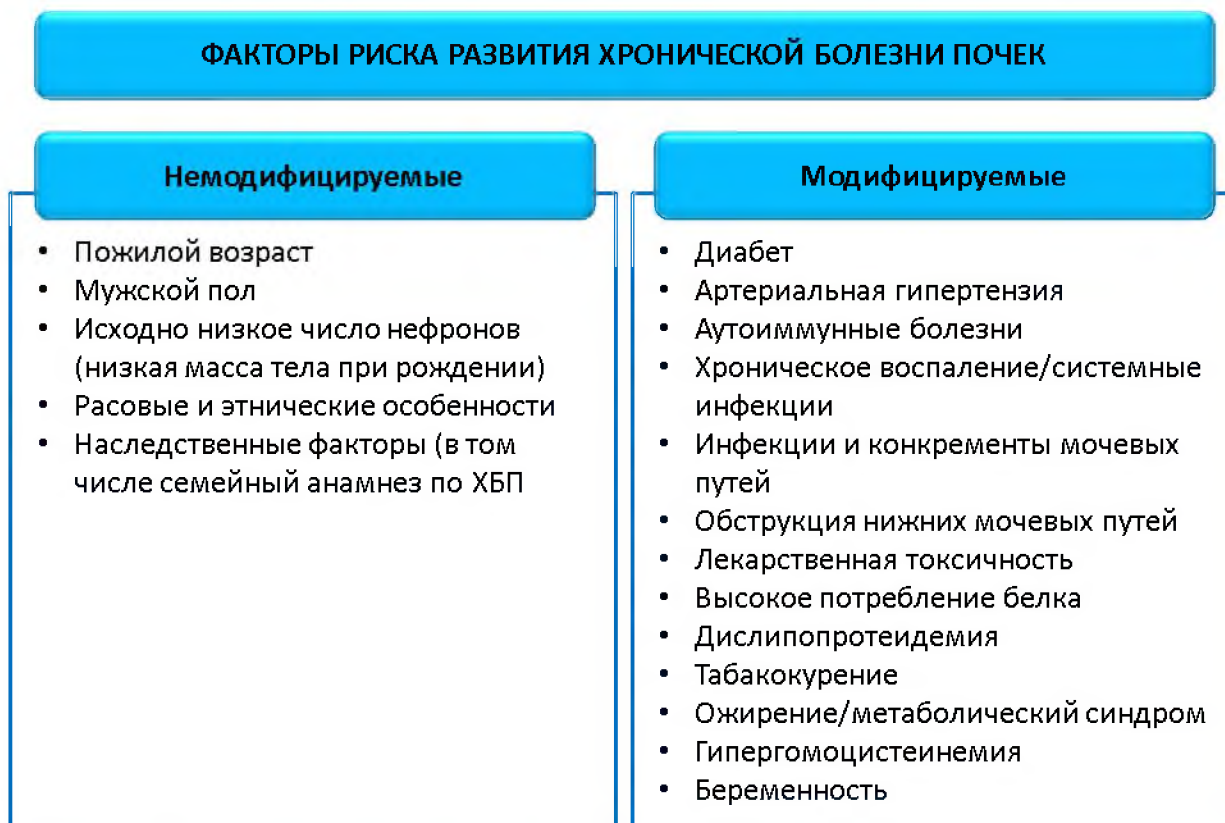 ФАКТОРЫ РИСКА РАЗВИТИЯ ХРОНИЧЕСКОЙ БОЛЕЗНИ ПОЧЕК
Немодифицируемые
• Пожилой возраст
• Мужской пол
• Исходно низкое число нефронов
(низкая масса тела при рождении)
• Расовые и этнические особенности
• Наследственные факторы (в том
числе семейный анамнез по ХБП
Модифицируемые
• Диабет
• Артериальная гипертензия
• Аутоиммунные болезни
• Хроническое воспаление/системные
инфекции
• Инфекции и конкременты мочевых
путей
• Обструкция нижних мочевых путей
• Лекарственная токсичность
• Высокое потребление белка
• Дислипопротеидемия
• Табакокурение
• Ожирение/метаболический синдром
• Гипергомоцистеинемия
• Беременность